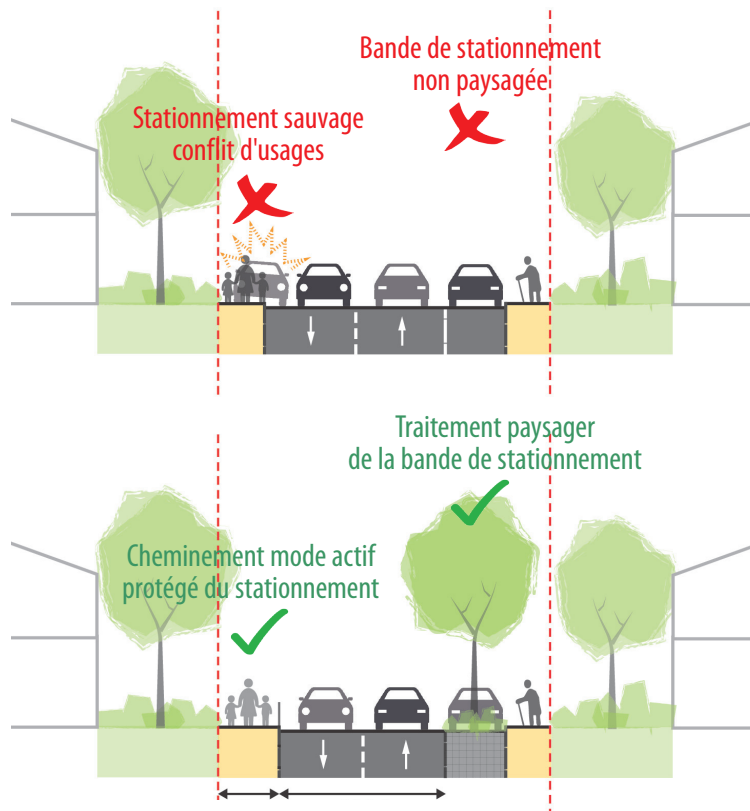 Bande de stationnement
non paysagée
Stationnement sauvage
conflit d'usages
Traitement paysager
de la bande de stationnement
Cheminement mode actif
protégé du stationnement